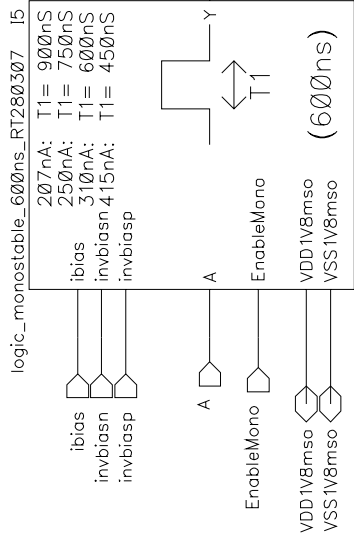 logic_monostable_600ns_RT280307 I5
207nA: T1= 900nS
250nA: T1= 750nS
310nA: T1= 600nS
415nA: T1= 450nS
ibias ibias
invbiasn invbiasn
invbiasp invbiasp
Y
T1
A A
EnableMono EnableMono
(600ns)
VDD1V8mso VDD1V8mso
VSS1V8mso VSS1V8mso